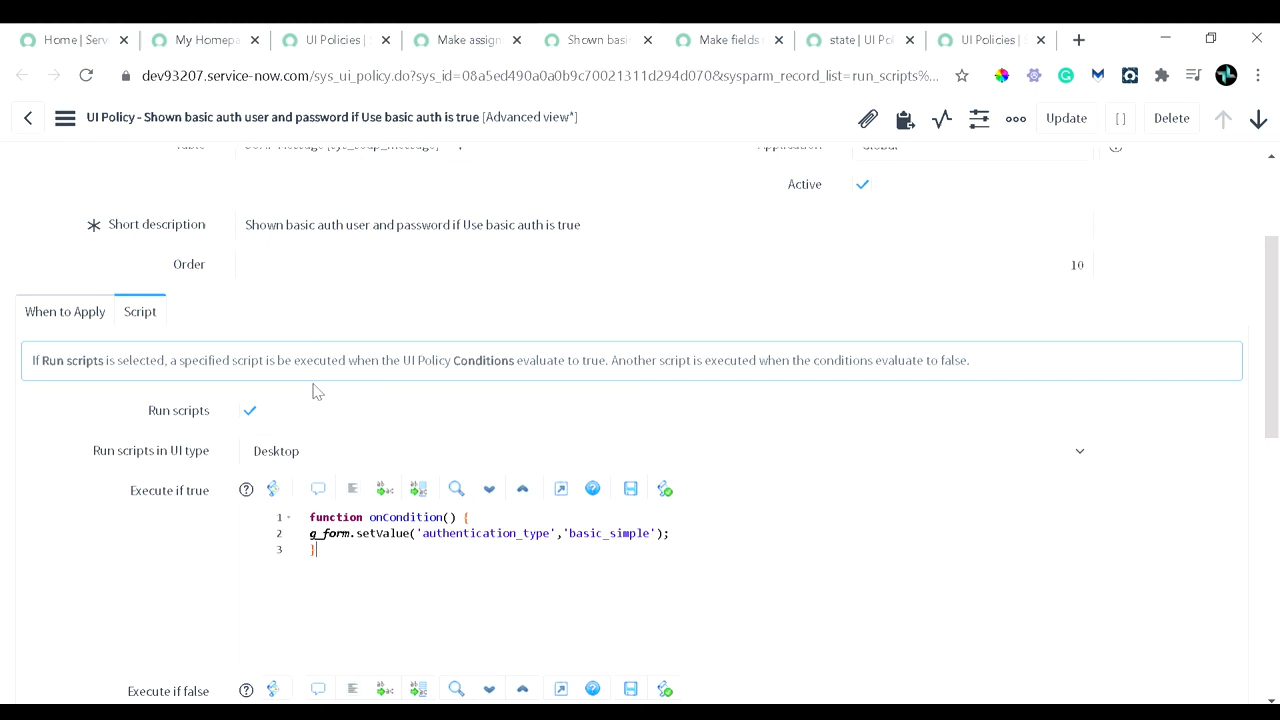 Home | Serv
My Homepa
UI Policies |
Make assign
Shown basi
Make fields r
state | UI Po
UI Policies |
dev93207.service-now.com/sys_ui_policy.do?sys_id=08a5ed490a0a0b9c70021311d294d070&sysparm_record_list=run_scripts%...
UI Policy - Shown basic auth user and password if Use basic auth is true [Advanced view*]
Update
[ ]
Delete
Application
Global
Active
Short description
Shown basic auth user and password if Use basic auth is true
Order
10
When to Apply
Script
If Run scripts is selected, a specified script is be executed when the UI Policy Conditions evaluate to true. Another script is executed when the conditions evaluate to false.
Run scripts
Run scripts in UI type
Desktop
Execute if true
1 function onCondition() {
2 g_form.setValue('authentication_type','basic_simple');
3 }
Execute if false